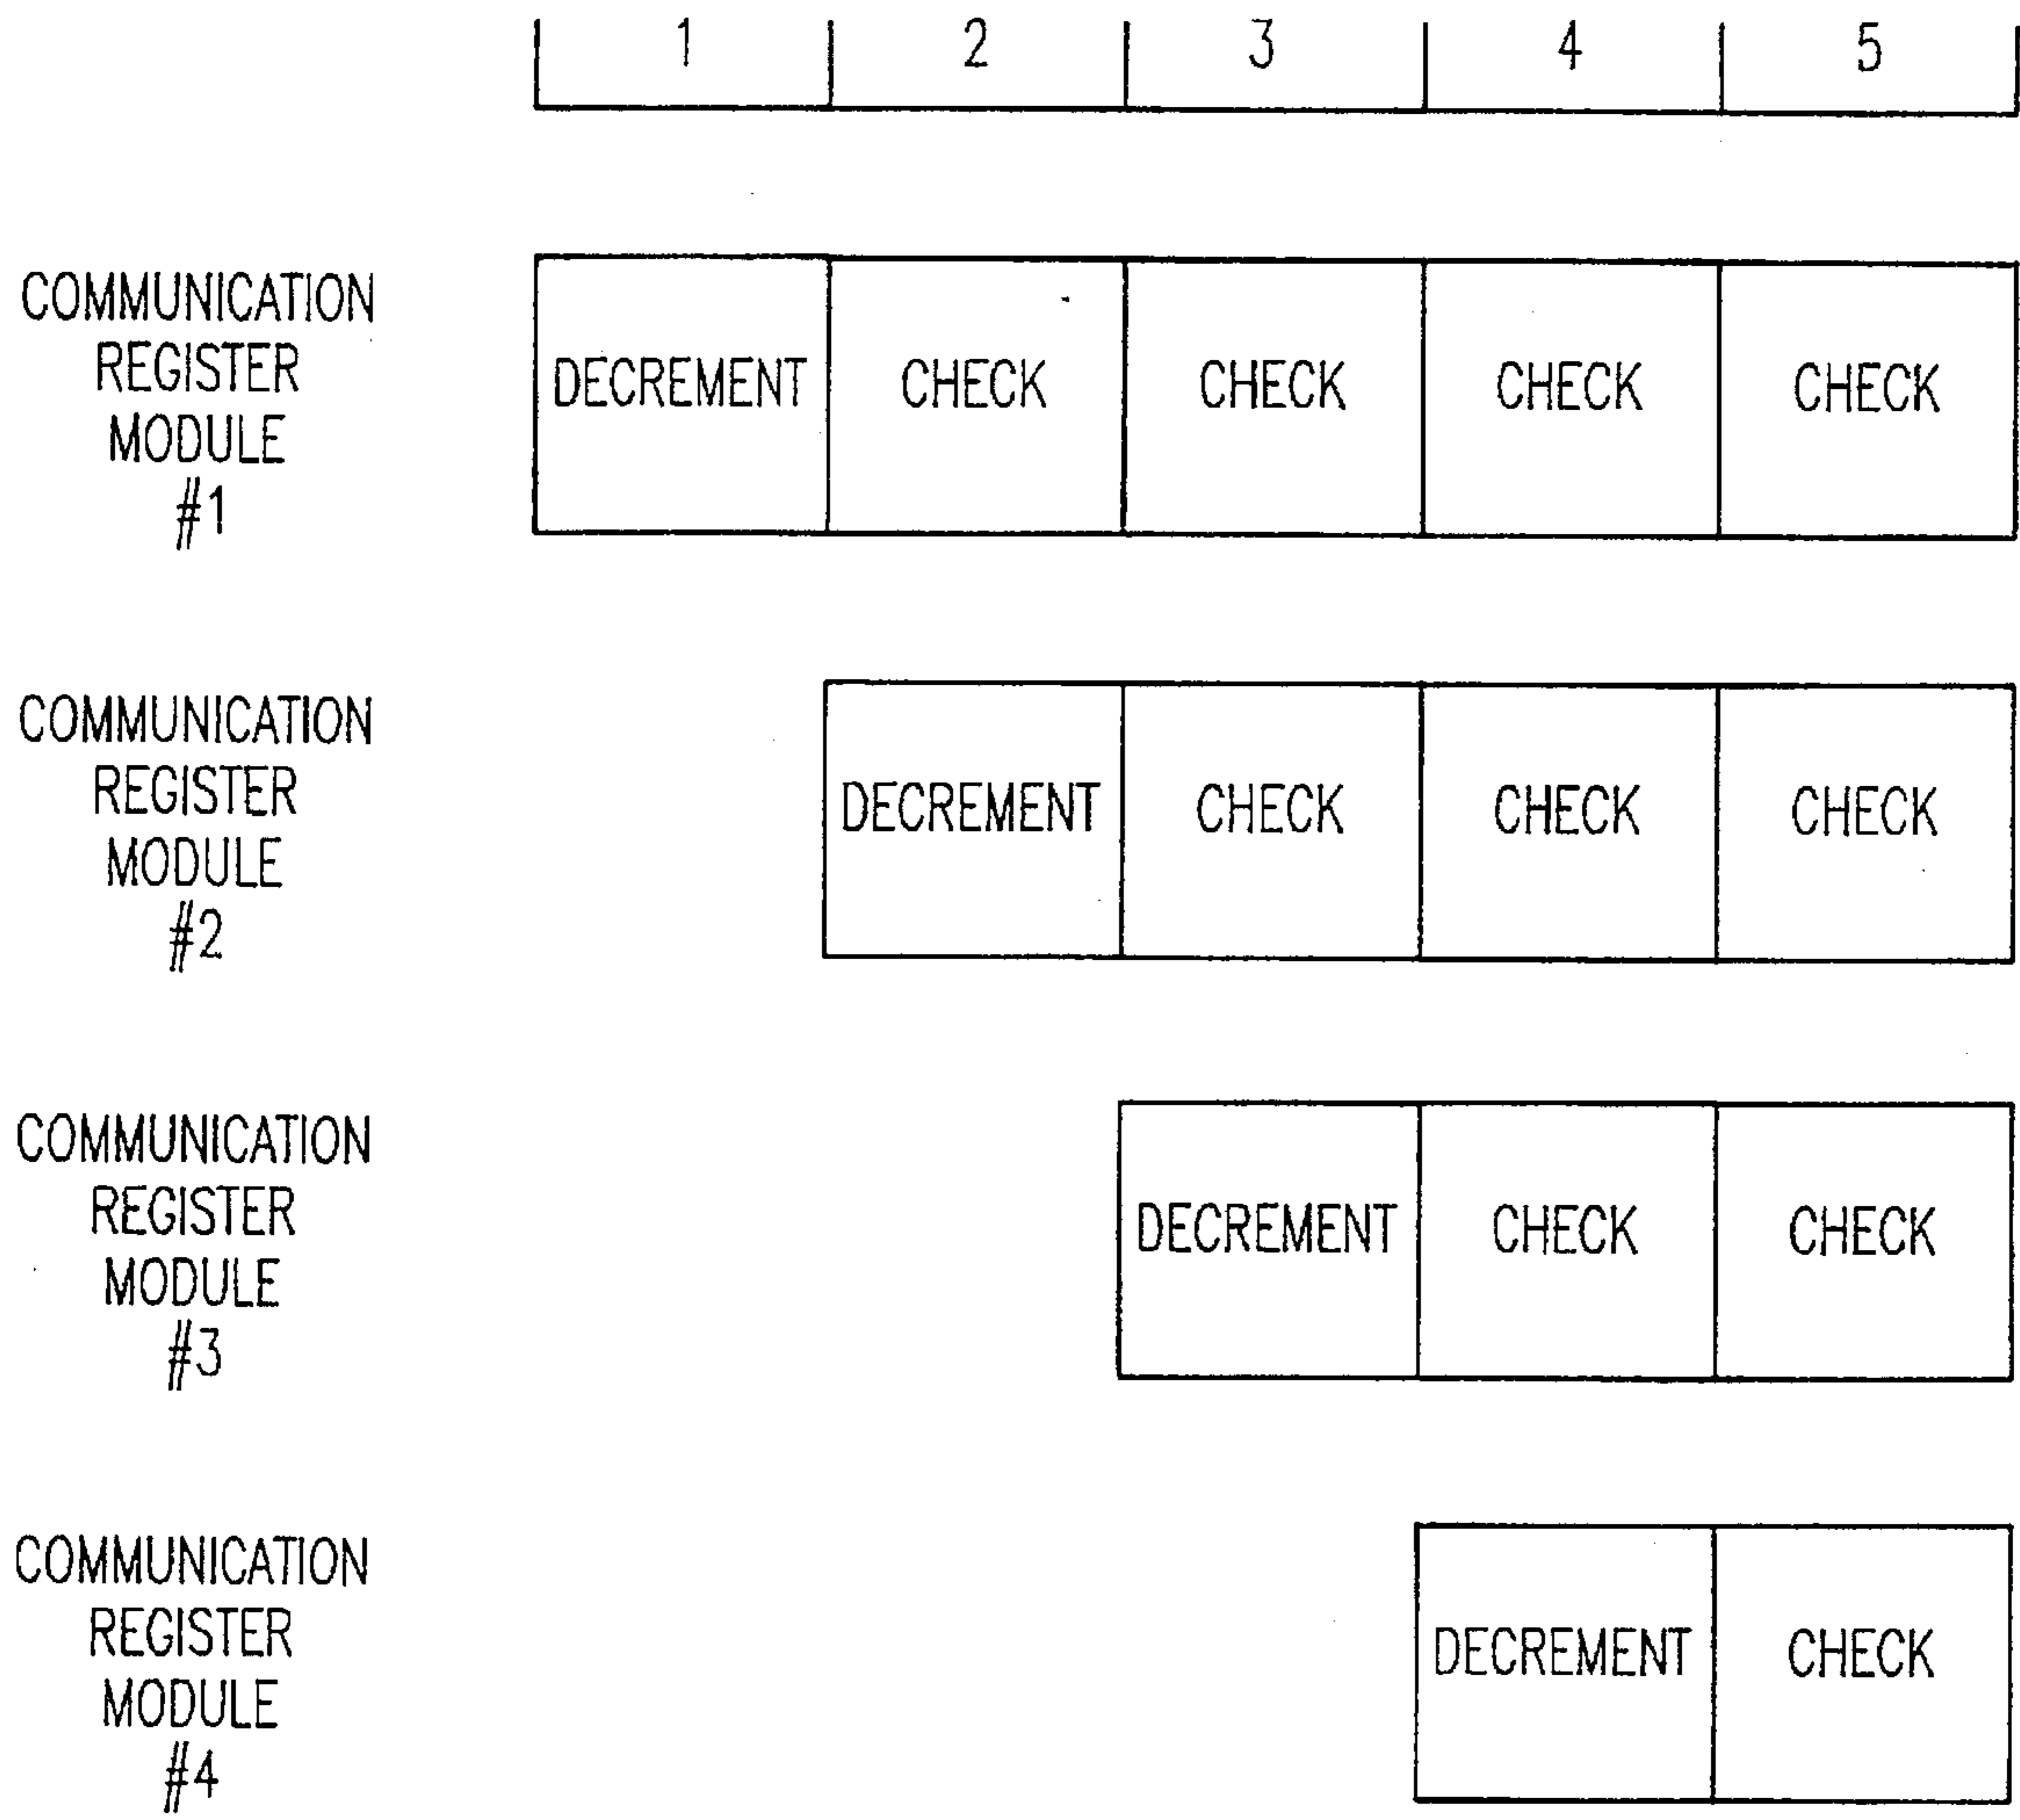 1 2 3 4 5
COMMUNICATION
REGISTER
MODULE
#1
DECREMENT CHECK CHECK CHECK CHECK
COMMUNICATION
REGISTER
MODULE
#2
DECREMENT CHECK CHECK CHECK
COMMUNICATION
REGISTER
MODULE
#3
DECREMENT CHECK CHECK
COMMUNICATION
REGISTER
MODULE
#4
DECREMENT CHECK